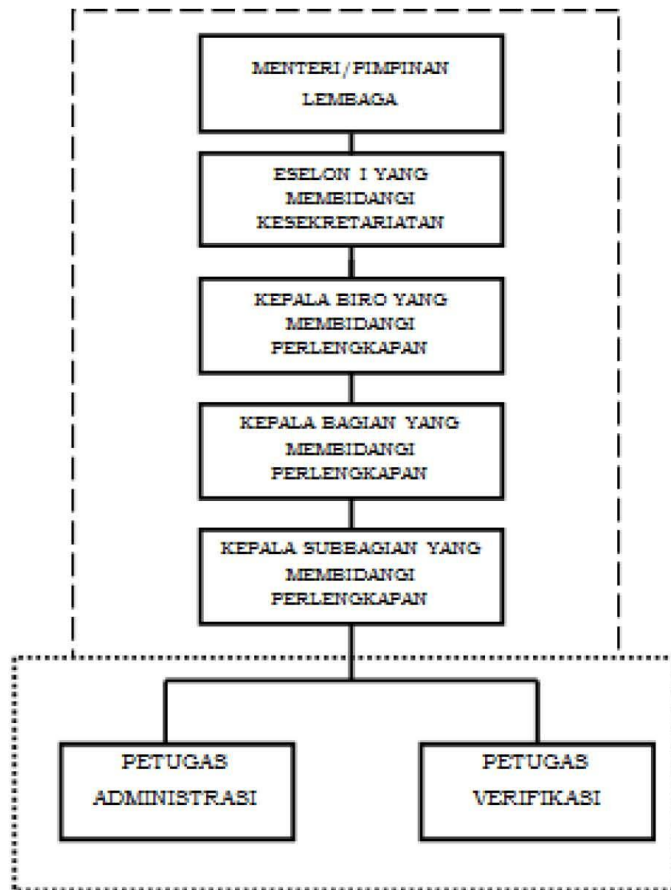 MENTERI/PIMPINAN
LEMBAGA
ESELON I YANG
MEMBIDANGI
KESEKRETARIATAN
KEPALA BIRO YANG
MEMBIDANGI
PERLENGKAPAN
KEPALA BAGIAN YANG
MEMBIDANGI
PERLENGKAPAN
KEPALA SUBBAGIAN YANG
MEMBIDANGI
PERLENGKAPAN
PETUGAS
ADMINISTRASI
PETUGAS
VERIFIKASI